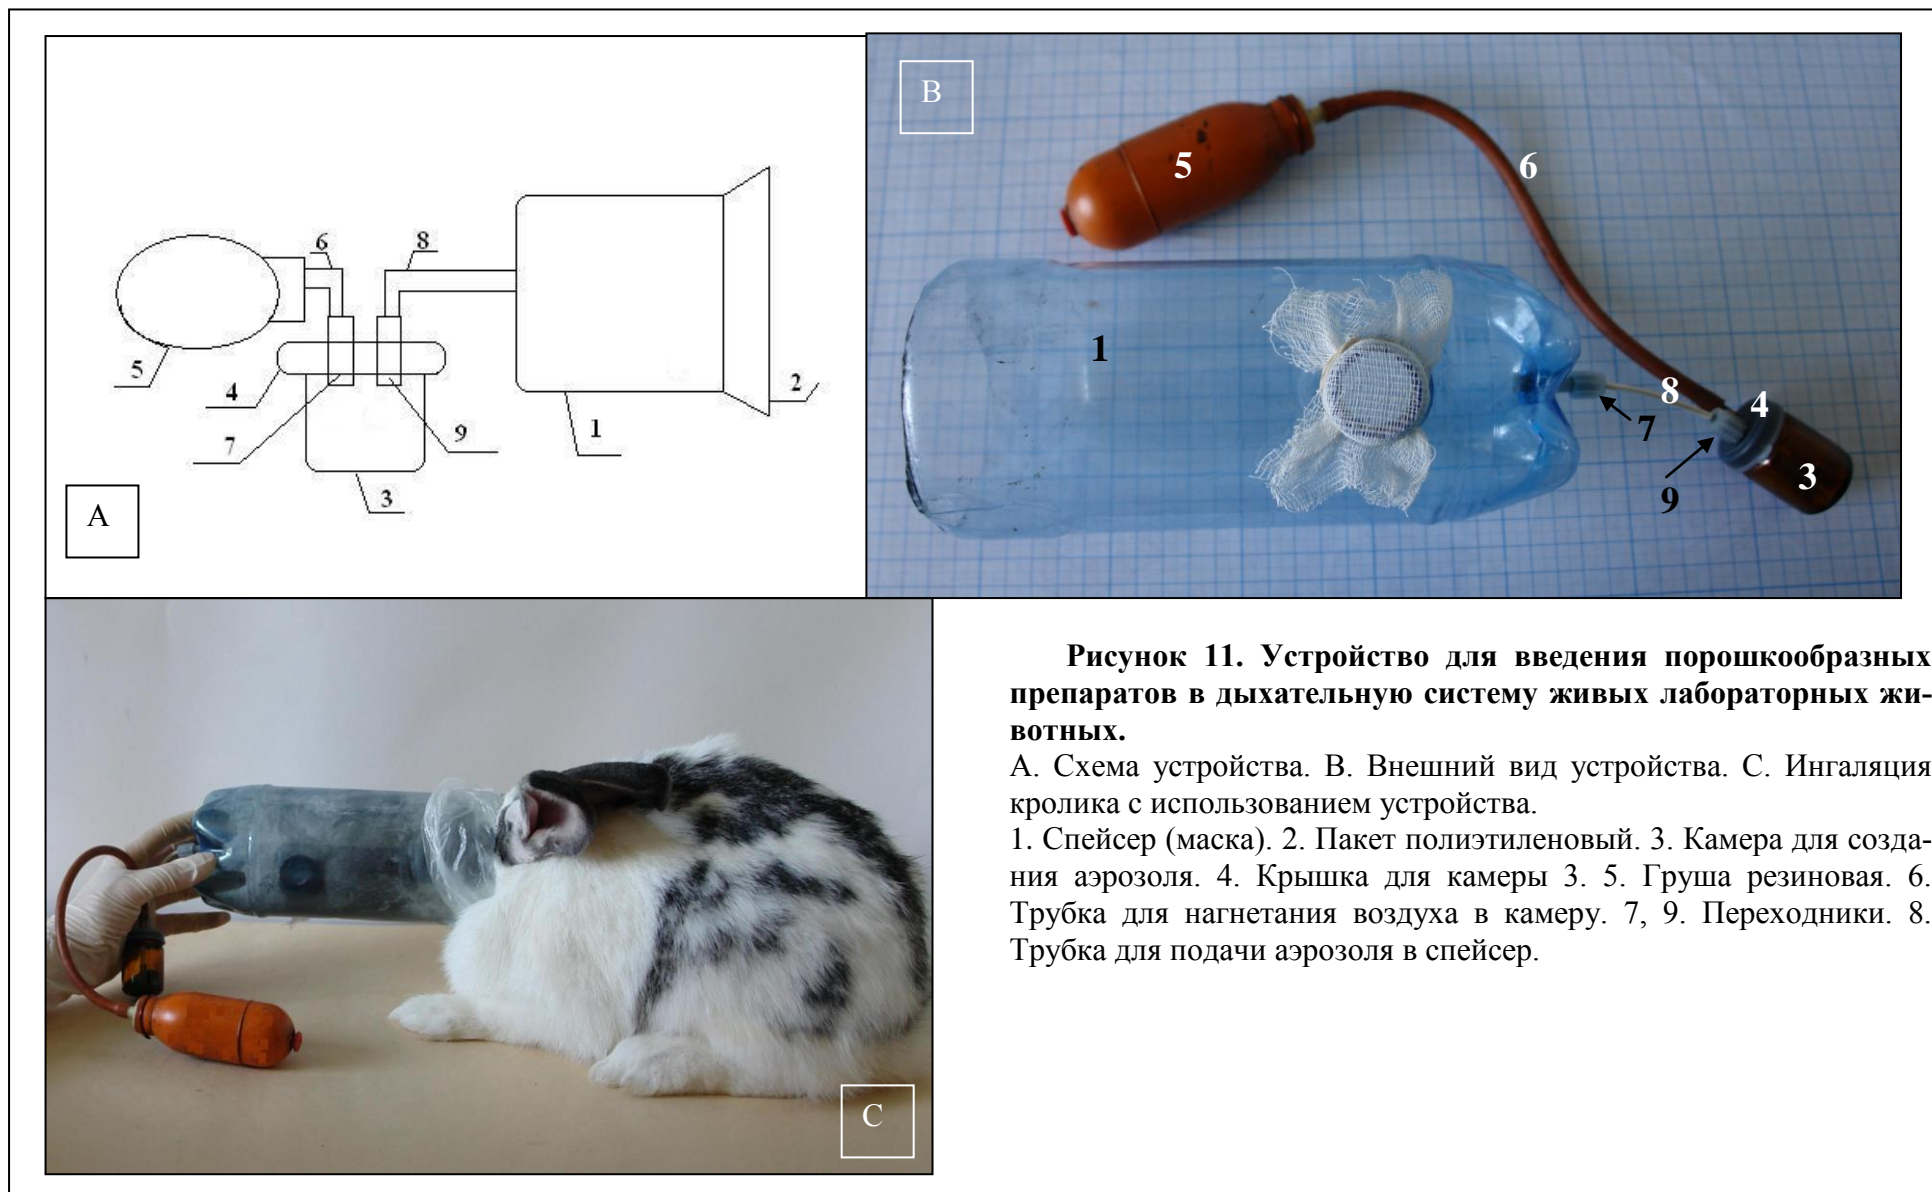 A
5
6
8
4
7
9
3
1
2
B
5
6
1
8
4
7
9
3
C
Рисунок 11. Устройство для введения порошкообразных
препаратов в дыхательную систему живых лабораторных жи-
вотных.
А. Схема устройства. В. Внешний вид устройства. С. Ингаляция
кролика с использованием устройства.
1. Спейсер (маска). 2. Пакет полиэтиленовый. 3. Камера для созда-
ния аэрозоля. 4. Крышка для камеры 3. 5. Груша резиновая. 6.
Трубка для нагнетания воздуха в камеру. 7, 9. Переходники. 8.
Трубка для подачи аэрозоля в спейсер.